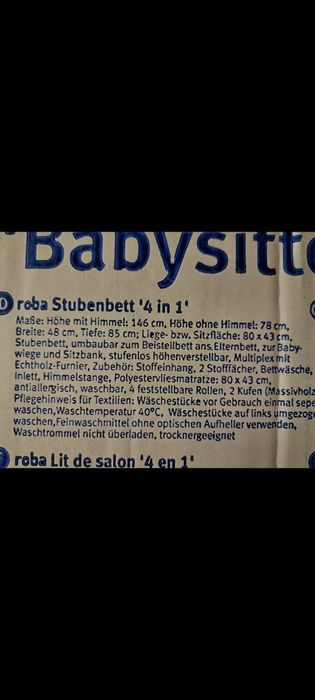 Babysitte
D roba Stubenbett '4 in 1'
Maße: Höhe mit Himmel: 146 cm, Höhe ohne Himmel: 78 cm,
Breite: 48 cm, Tiefe: 85 cm; Liege- bzw. Sitzfläche: 80 x 43 cm,
Stubenbett, umbaubar zum Beistellbett ans Elternbett, zur Baby-
wiege und Sitzbank, stufenlos höhenverstellbar, Multiplex mit
Echtholz-Furnier, Zubehör: Stoffeinhang, 2 Stofffächer, Bettwäsche,
Inlett, Himmelstange, Polyestervliesmatratze: 80 x 43 cm,
antiallergisch, waschbar, 4 feststellbare Rollen, 2 Kufen (Massivholz
Pflegehinweis für Textilien: Wäschestücke vor Gebrauch einmal sepe
waschen,Waschtemperatur 40°C, Wäschestücke auf links umgezoge
waschen,Feinwaschmittel ohne optischen Aufheller verwenden,
Waschtrommel nicht überladen, trocknergeeignet
F roba Lit de salon '4 en 1'